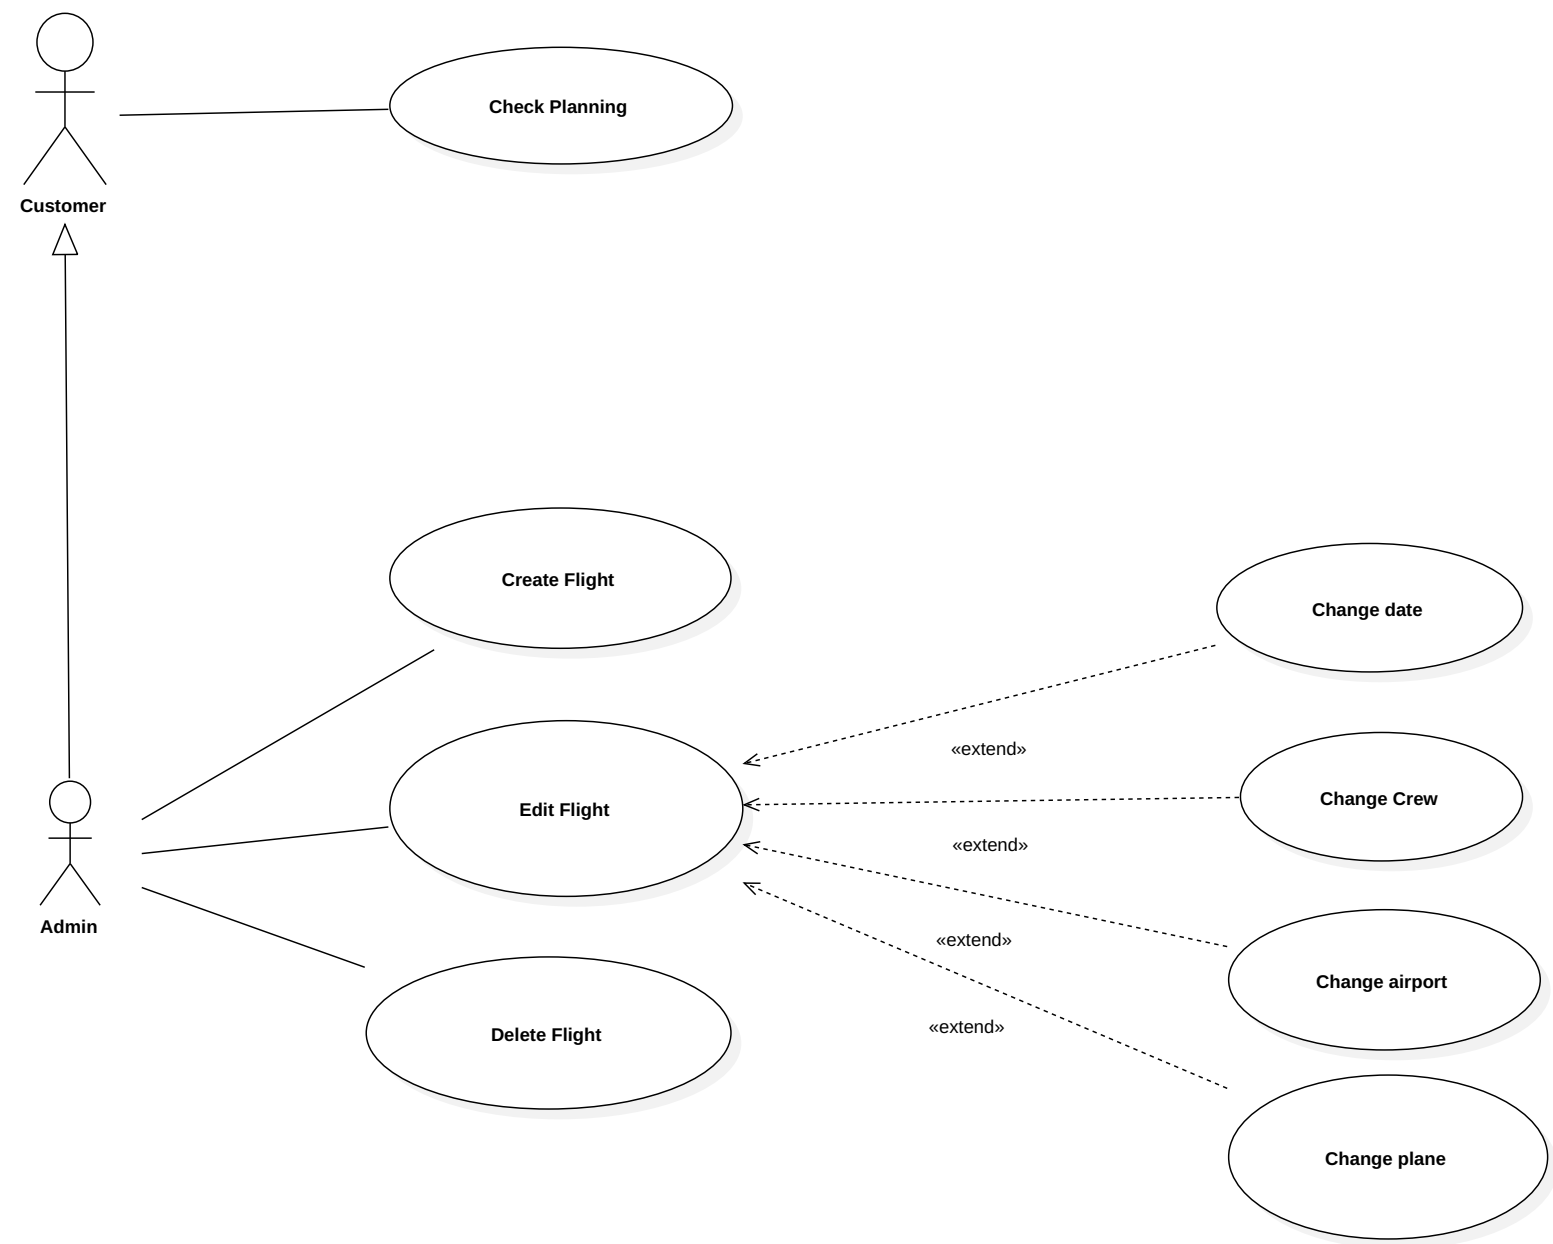 Check Planning
Customer
Create Flight
Change date
«extend»
Change Crew
Edit Flight
«extend»
Admin
«extend»
Change airport
«extend»
Delete Flight
Change plane